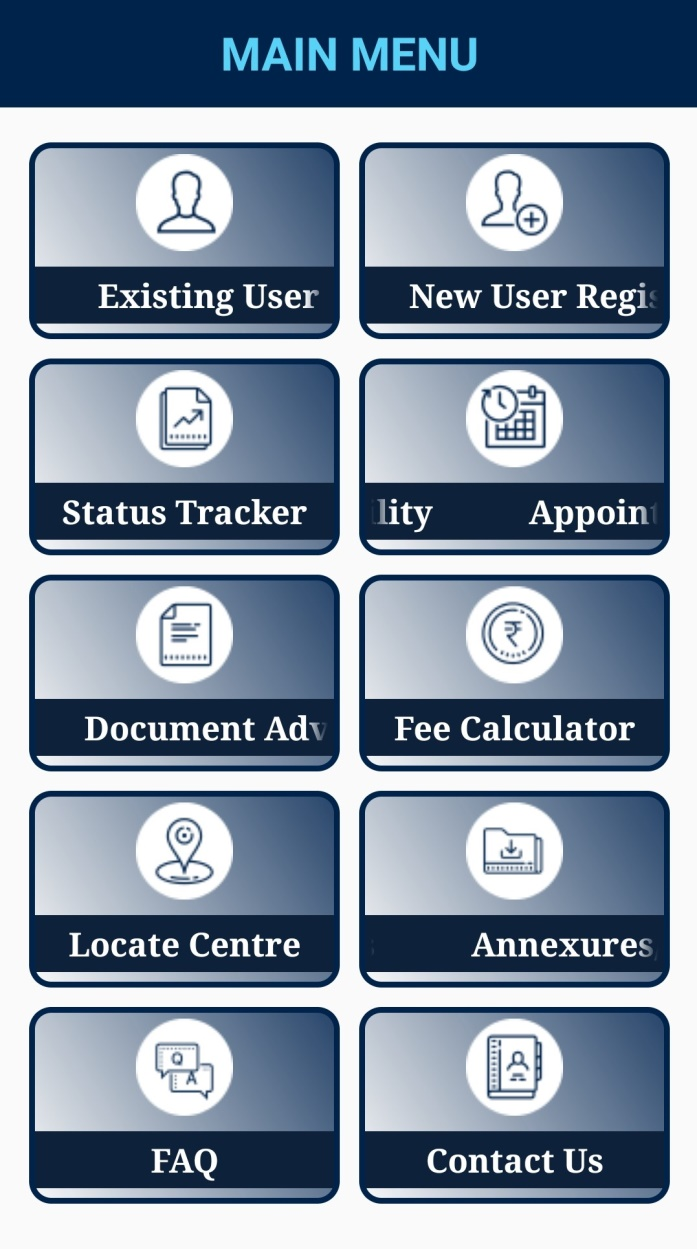 MAIN MENU
Existing User
New User Regis
Status Tracker
ility Appoint
Document Adv
Fee Calculator
Locate Centre
Annexures,
FAQ
Q
A
Contact Us